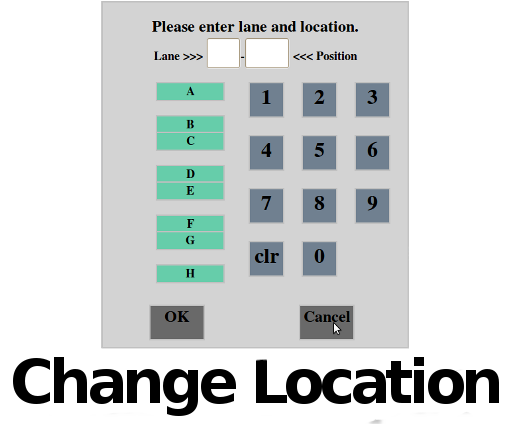 Please enter lane and location.
Lane >>> - <<< Position
A
1 2 3
B
C
4 5 6
D
E
7 8 9
F
G
clr 0
H
OK Cancel
Change Location